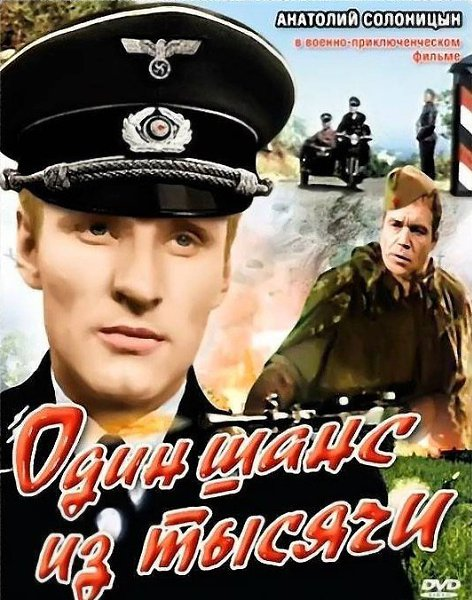 АНАТОЛИЙ СОЛОНИЦЫН
в военно-приключенческом
фильме
Один шанс
из тысячи
DVD